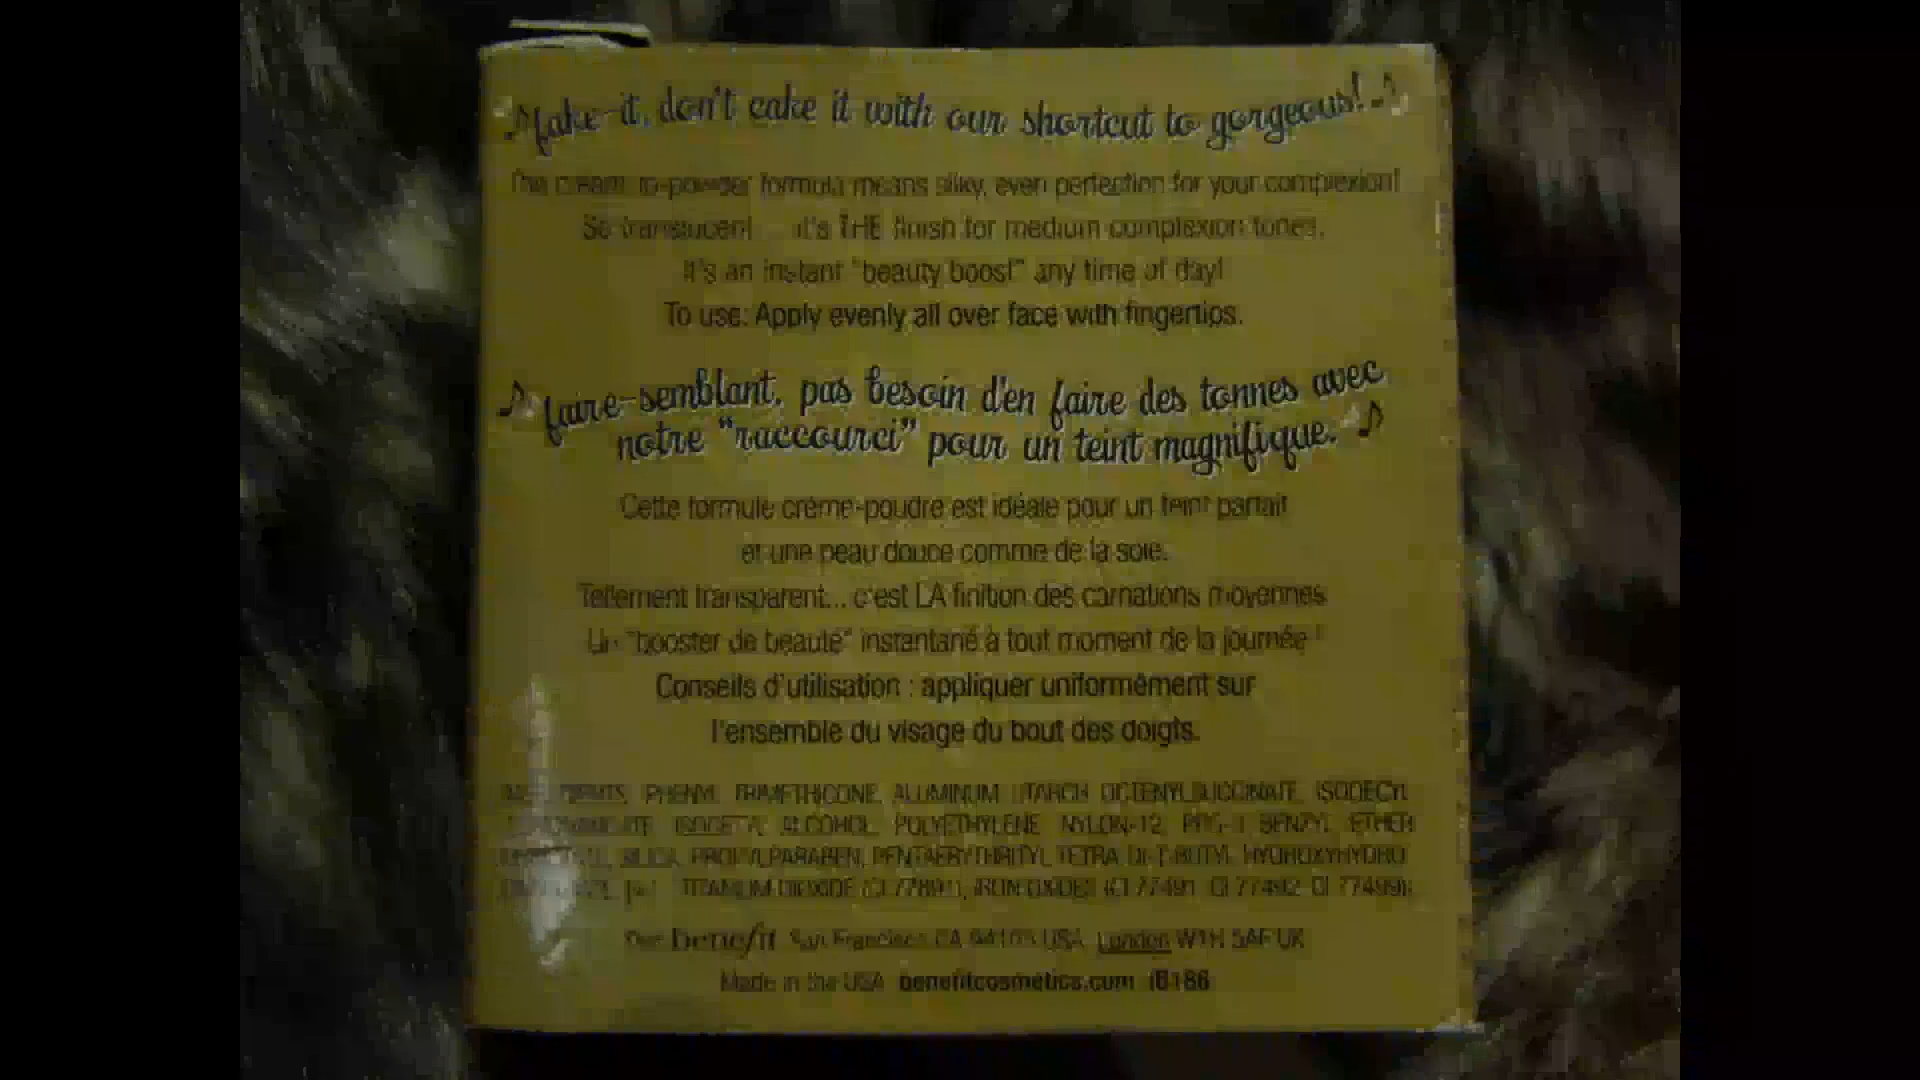 fake-it, don't cake it with our shortcut to gorgeous!
cream-to-powder formula means silky, even perfection for your complexion!
So translucent ... it's THE finish for medium complexion tones.
It's an instant "beauty boost" any time of day!
To use: Apply evenly all over face with fingertips.
faire-semblant, pas besoin d'en faire des tonnes avec
notre "raccourci" pour un teint magnifique.
Cette formule crème-poudre est idéale pour un teint parfait
et une peau douce comme de la soie.
Tellement transparent... c'est LA finition des carnations moyennes
Un "booster de beauté" instantané à tout moment de la journée !
Conseils d'utilisation : appliquer uniformément sur
l'ensemble du visage du bout des doigts.
PHENYL TRIMETHICONE, ALUMINUM STARCH OCTENYLSUCCINATE, ISODECYL
ALCOHOL, POLYETHYLENE, NYLON-12, BENZYL ETHER
SILICA, PROPYLPARABEN, PENTAERYTHRITYL TETRA-DI-T-BUTYL HYDROXYHYDRO
TITANIUM DIOXIDE (CI 77891), IRON OXIDES (CI 77491, CI 77492, CI 77499).
benefit San Francisco CA 94105 USA London W1H 5AF UK
Made in the USA benefitcosmetics.com